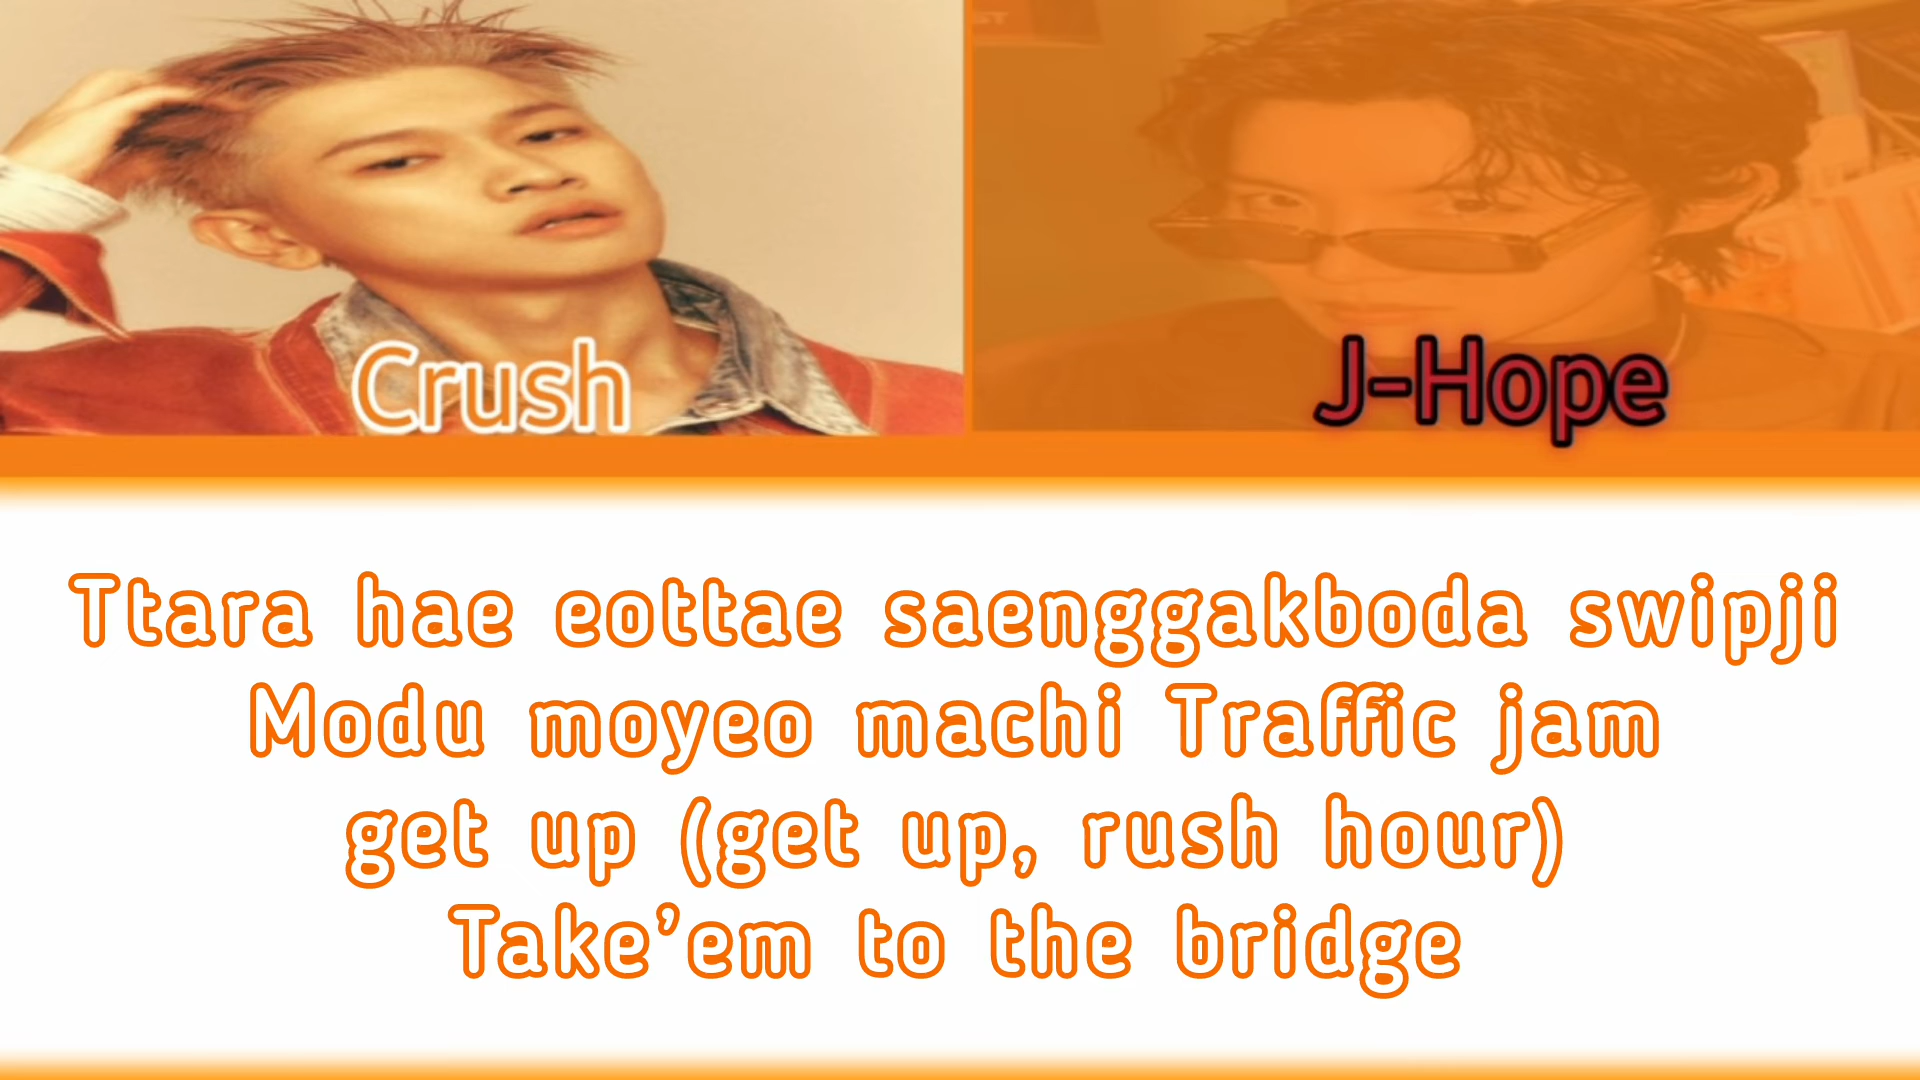 Crush
J-Hope
Ttara hae eottae saenggakboda swipji
Modu moyeo machi Traffic jam
get up (get up, rush hour)
Take’em to the bridge